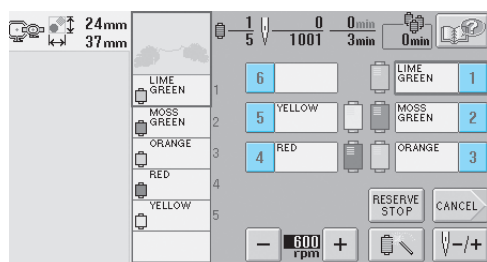 24mm
37mm
1 0 0min
5 1001 3min 0min
LIME
GREEN
1
MOSS
GREEN
2
ORANGE
3
RED
4
YELLOW
5
6
5 YELLOW
4 RED
LIME
GREEN 1
MOSS
GREEN 2
ORANGE 3
RESERVE
STOP
CANCEL
- 600
rpm +
-/+